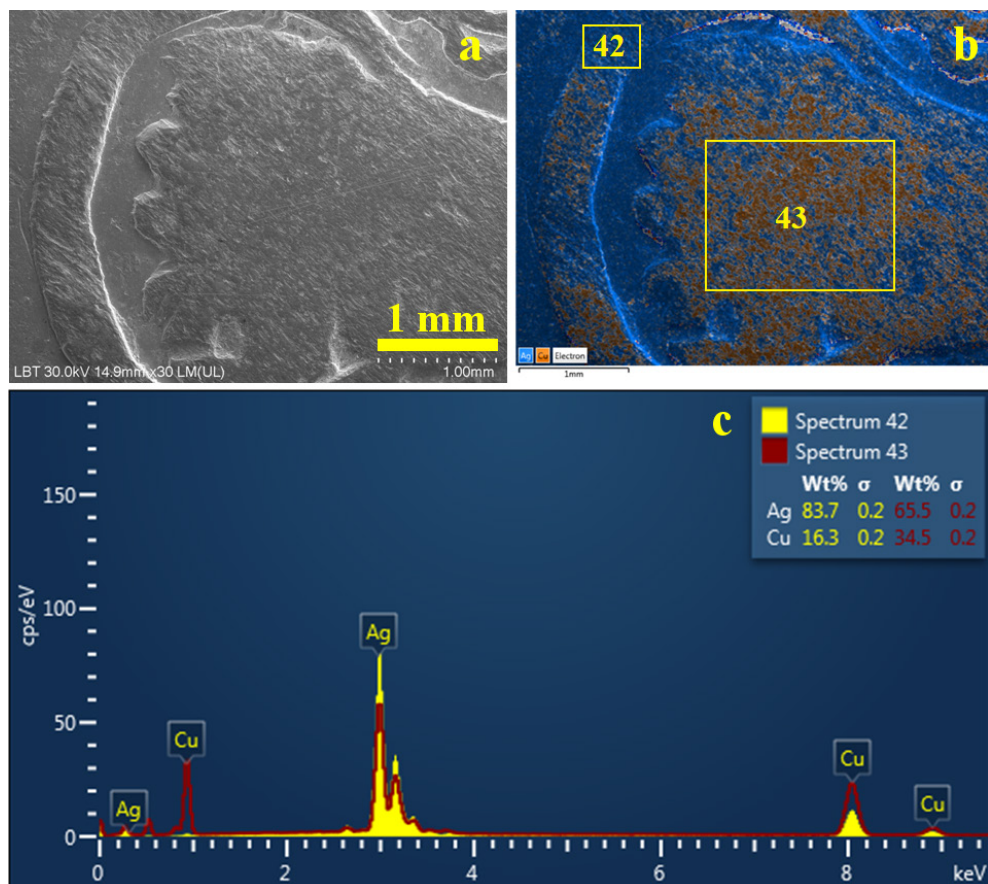 a
1 mm
LBT 30.0kV 14.9mm x30 LM(UL)
1.00mm
42
b
43
Ag
Cu
Electron
1mm
c
Spectrum 42
Spectrum 43
Wt% σ Wt% σ
Ag 83.7 0.2 65.5 0.2
Cu 16.3 0.2 34.5 0.2
cps/eV
150
100
50
0
Ag
Cu
Ag
Cu
Cu
0 2 4 6 8 keV